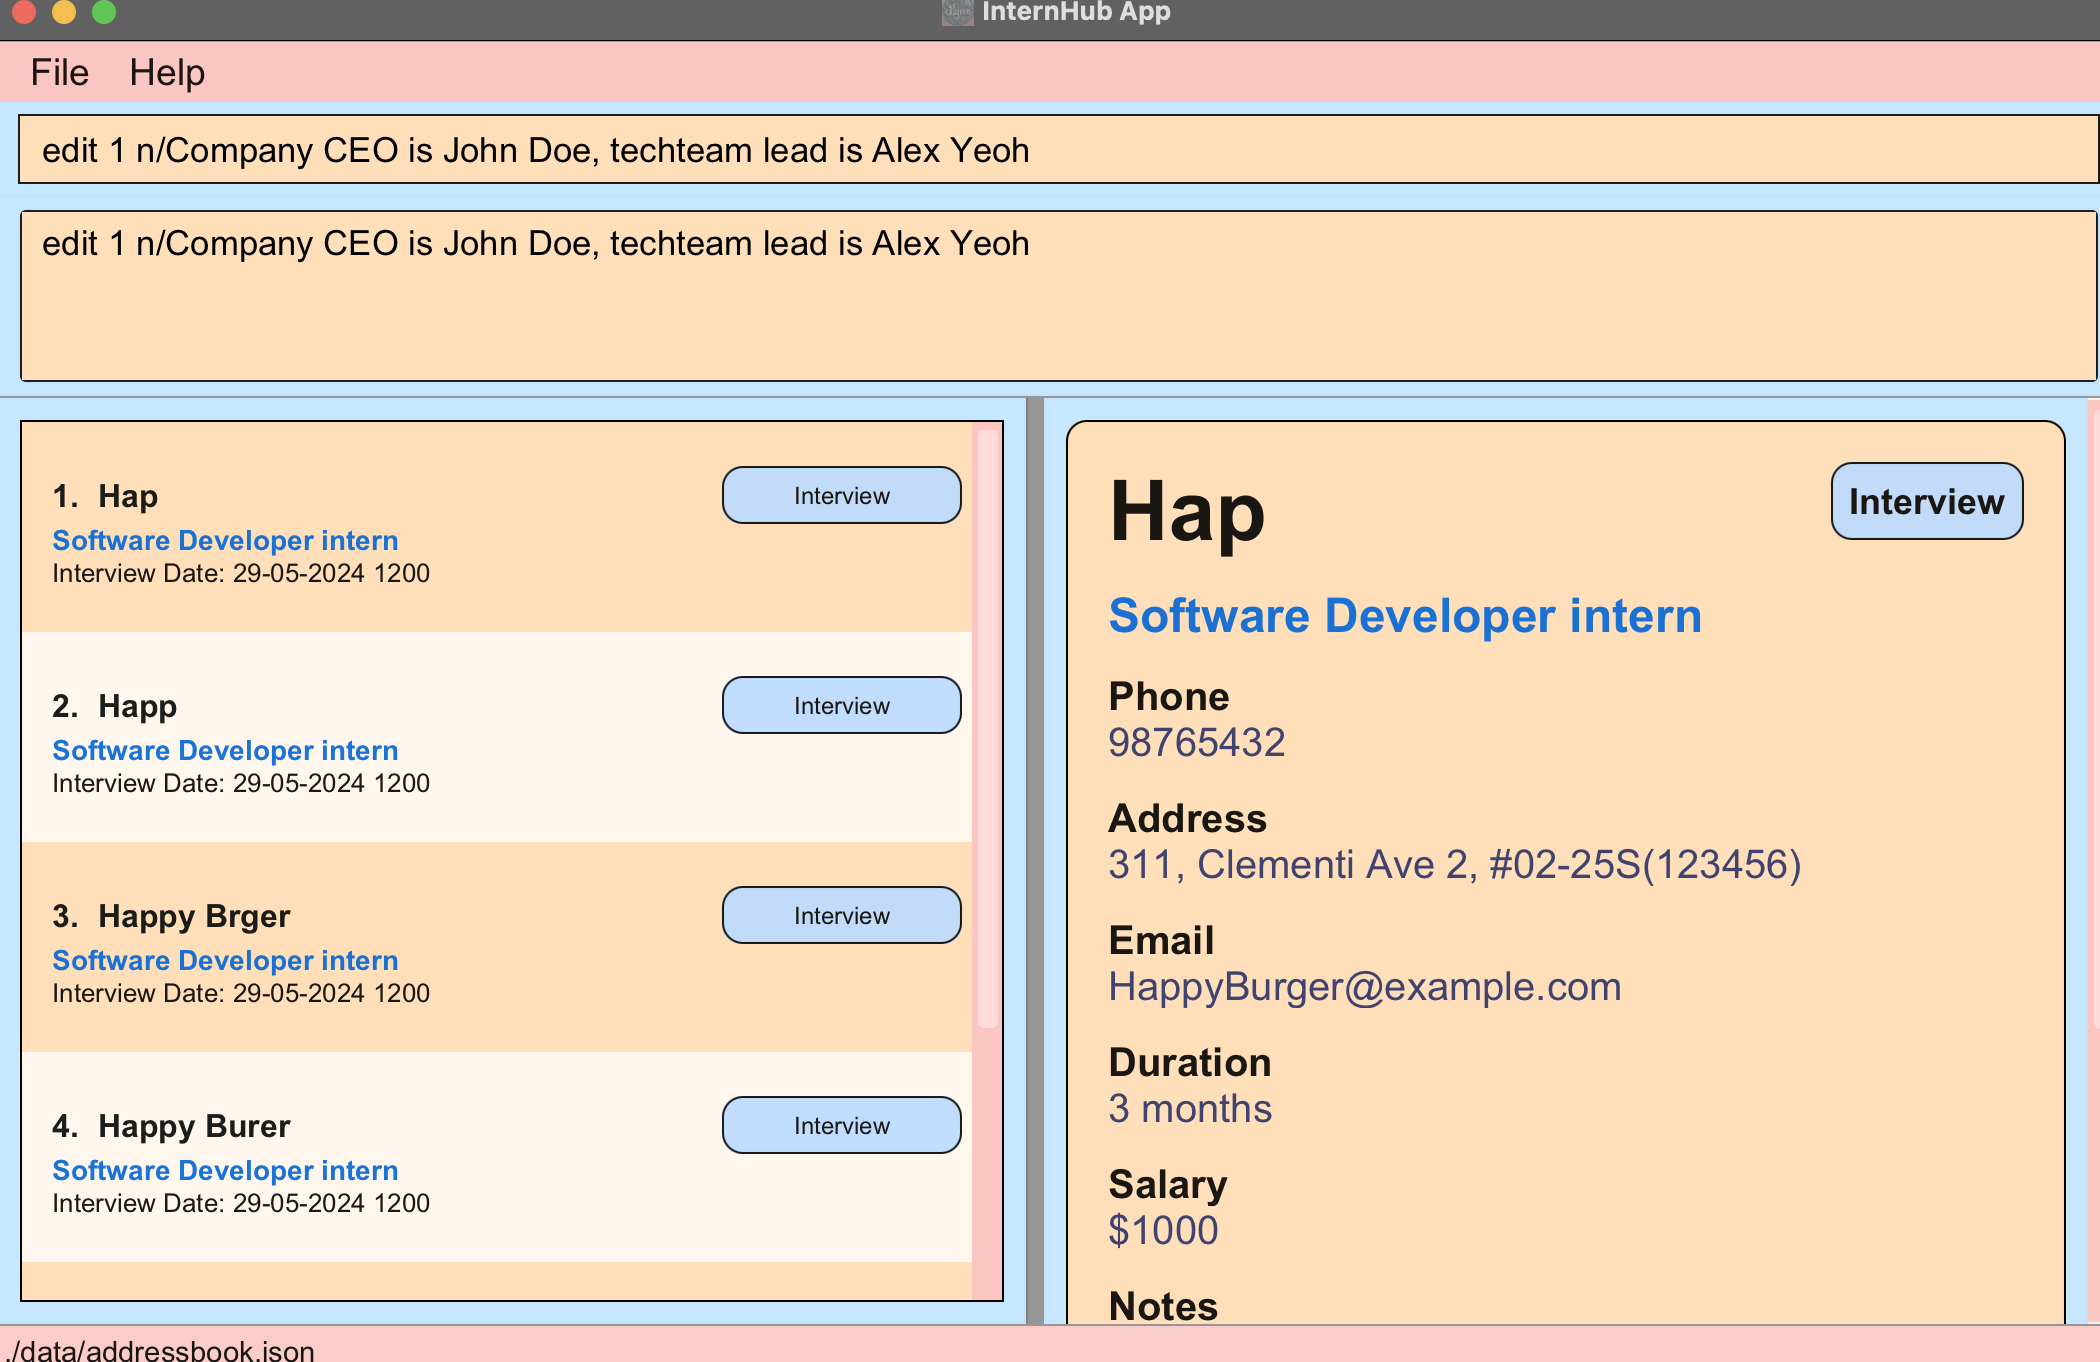 InternHub App
File Help
edit 1 n/Company CEO is John Doe, techteam lead is Alex Yeoh
edit 1 n/Company CEO is John Doe, techteam lead is Alex Yeoh
1. Hap
Interview
Software Developer intern
Interview Date: 29-05-2024 1200
2. Happ
Interview
Software Developer intern
Interview Date: 29-05-2024 1200
3. Happy Brger
Interview
Software Developer intern
Interview Date: 29-05-2024 1200
4. Happy Burer
Interview
Software Developer intern
Interview Date: 29-05-2024 1200
Hap
Interview
Software Developer intern
Phone
98765432
Address
311, Clementi Ave 2, #02-25S(123456)
Email
HappyBurger@example.com
Duration
3 months
Salary
$1000
Notes
./data/addressbook.json